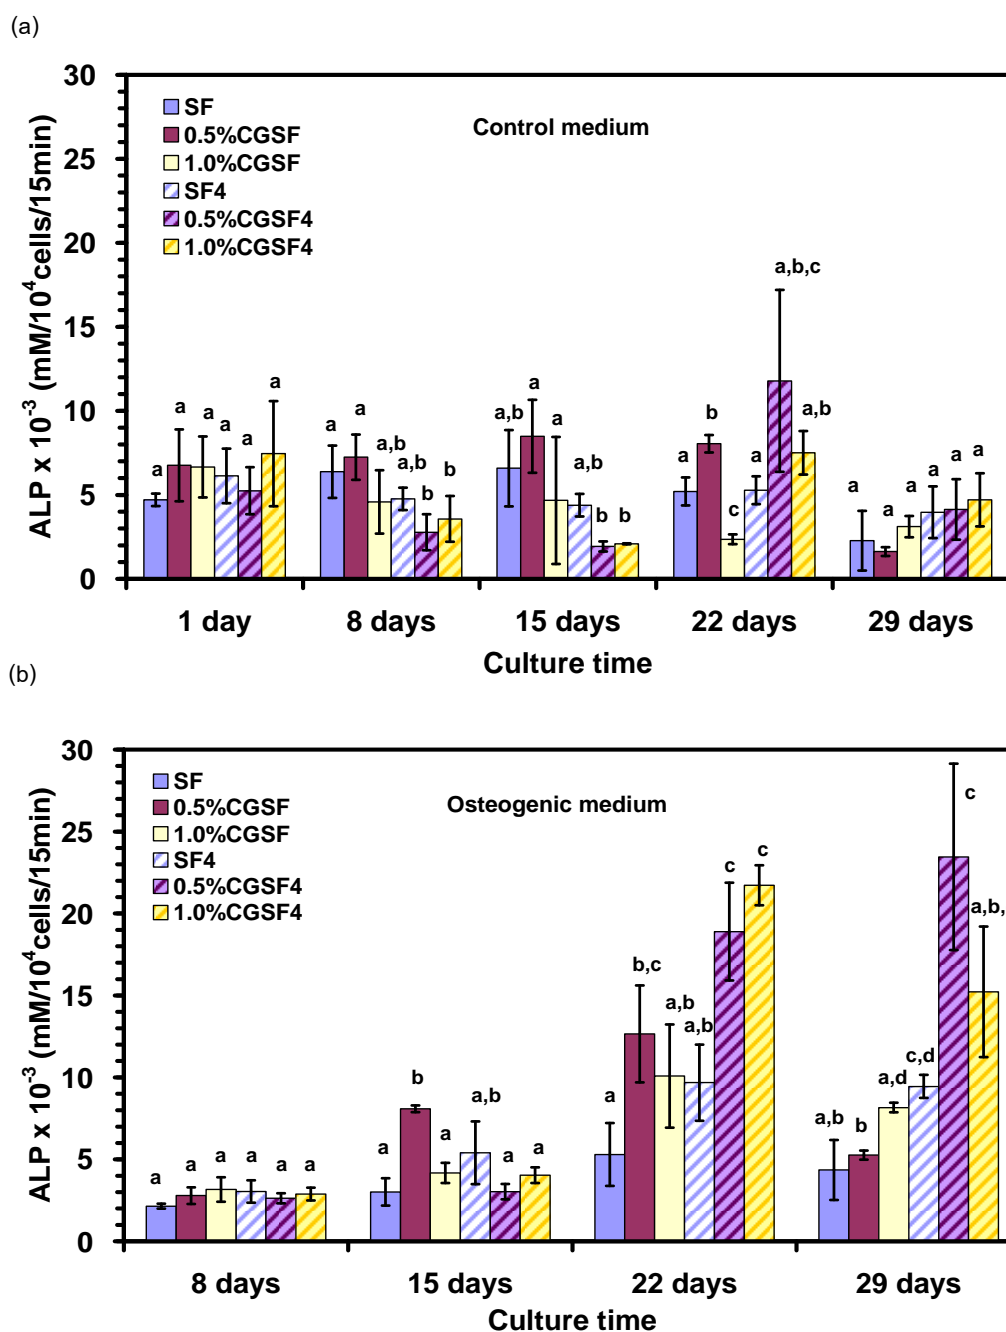 (a)
30
25
20
15
10
5
0
ALP x 10⁻³ (mM/10⁴cells/15min)
SF
0.5%CGSF
1.0%CGSF
SF4
0.5%CGSF4
1.0%CGSF4
Control medium
a a a a a a
a a a,b a,b b b
a,b a a a,b b b
a b c a a,b,c a,b
a a a a a a
1 day 8 days 15 days 22 days 29 days
Culture time
(b)
30
25
20
15
10
5
0
ALP x 10⁻³ (mM/10⁴cells/15min)
SF
0.5%CGSF
1.0%CGSF
SF4
0.5%CGSF4
1.0%CGSF4
Osteogenic medium
a a a a a a
a b a a,b a a
a b,c a,b a,b c c
a,b b a,d c,d c a,b,
8 days 15 days 22 days 29 days
Culture time